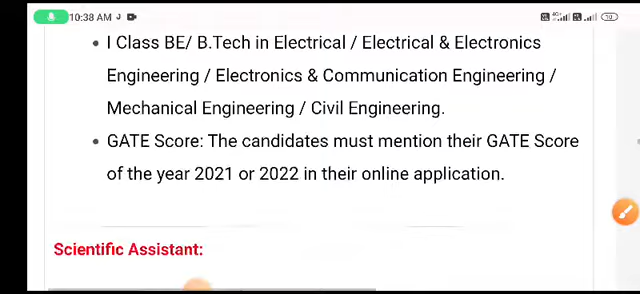 10:38 AM
• I Class BE/ B.Tech in Electrical / Electrical & Electronics
Engineering / Electronics & Communication Engineering /
Mechanical Engineering / Civil Engineering.
• GATE Score: The candidates must mention their GATE Score
of the year 2021 or 2022 in their online application.
Scientific Assistant: